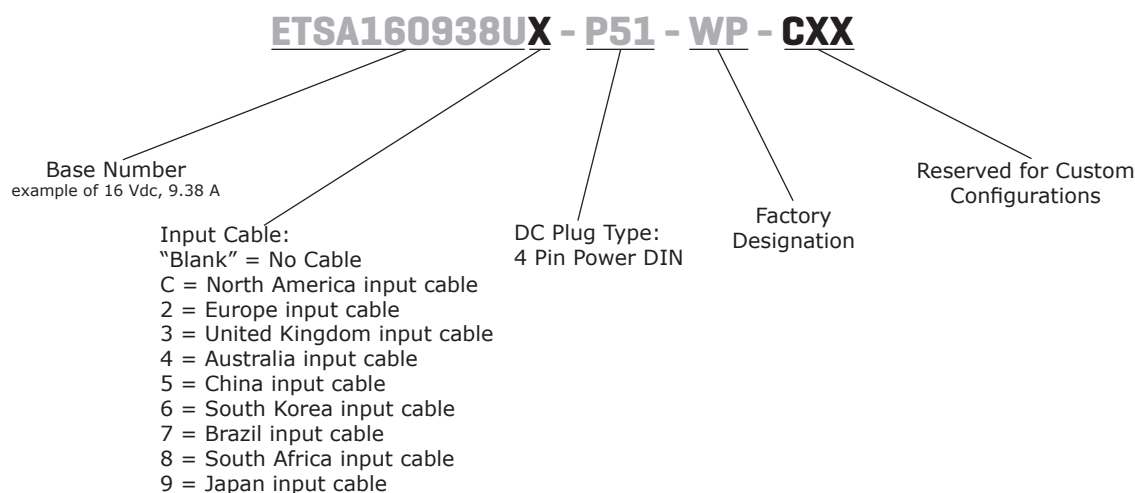 ETSA160938UX - P51 - WP - CXX
Base Number
example of 16 Vdc, 9.38 A
Input Cable:
“Blank” = No Cable
C = North America input cable
2 = Europe input cable
3 = United Kingdom input cable
4 = Australia input cable
5 = China input cable
6 = South Korea input cable
7 = Brazil input cable
8 = South Africa input cable
9 = Japan input cable
DC Plug Type:
4 Pin Power DIN
Factory
Designation
Reserved for Custom
Configurations